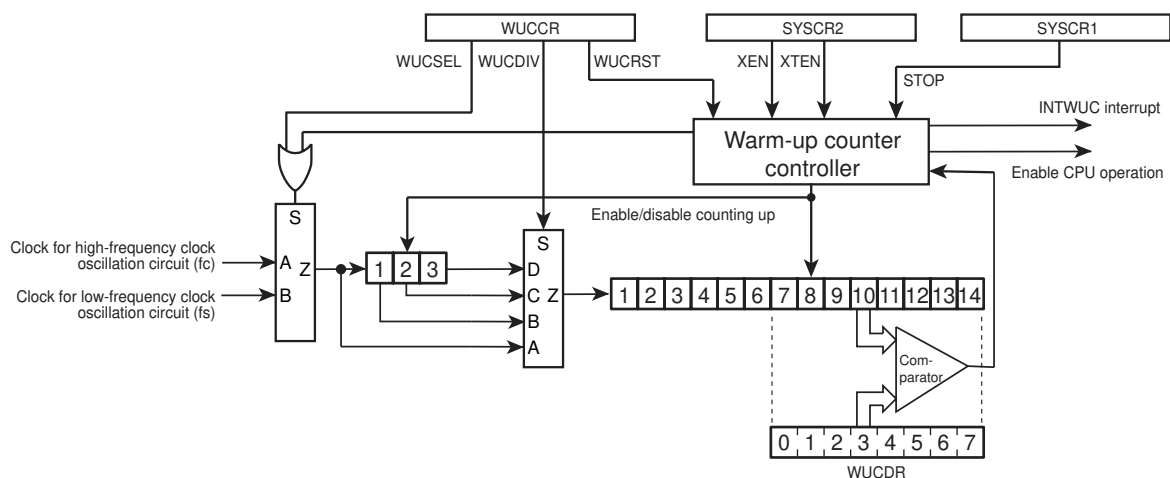 WUCCR
SYSCR2
SYSCR1
WUCSEL
WUCDIV
WUCRST
XEN
XTEN
STOP
INTWUC interrupt
Warm-up counter
controller
Enable CPU operation
S
Enable/disable counting up
S
Clock for high-frequency clock
oscillation circuit (fc)
A
Z
1 2 3
D
Clock for low-frequency clock
oscillation circuit (fs)
B
C
Z
B
A
1 2 3 4 5 6 7 8 9 10 11 12 13 14
Com-
parator
0 1 2 3 4 5 6 7
WUCDR